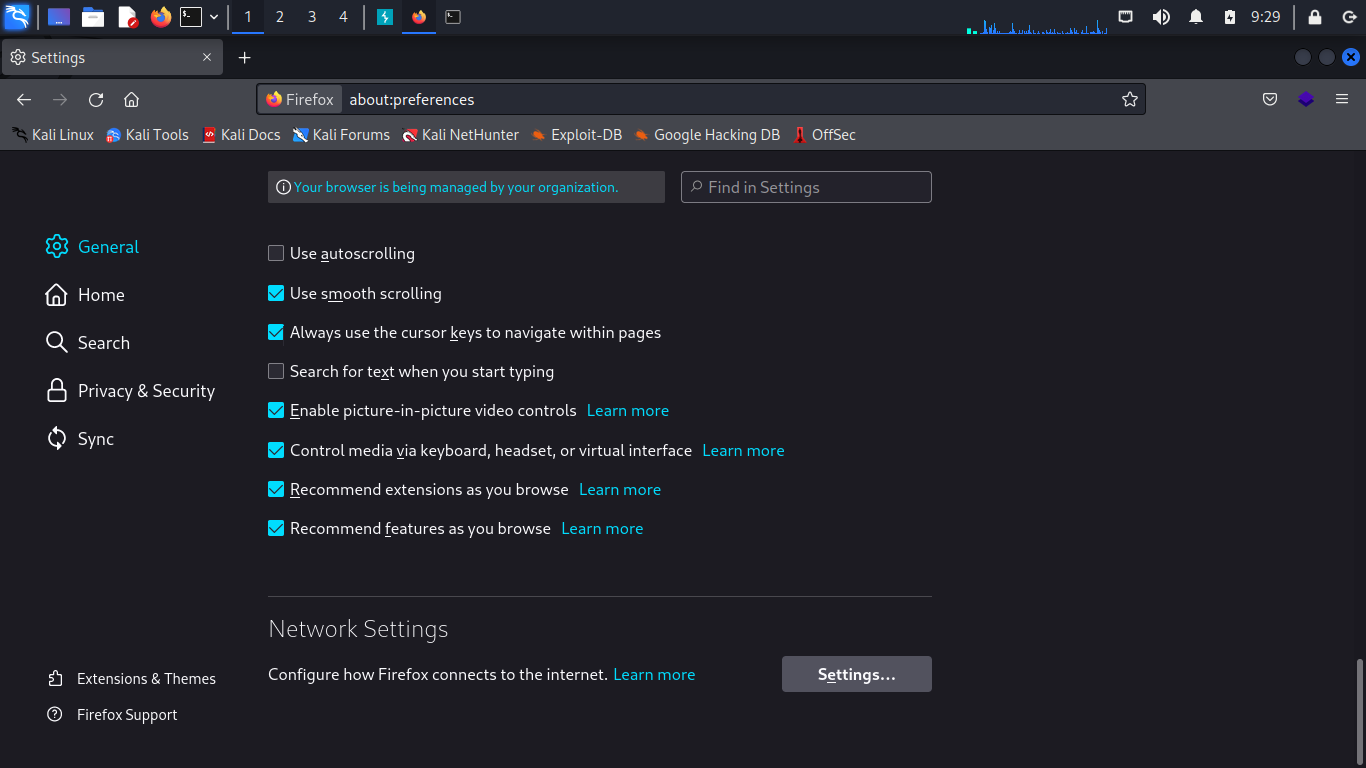 1 2 3 4 9:29
Settings
Firefox about:preferences
Kali Linux Kali Tools Kali Docs Kali Forums Kali NetHunter Exploit-DB Google Hacking DB OffSec
Your browser is being managed by your organization. Find in Settings
General
Home
Search
Privacy & Security
Sync
Extensions & Themes
Firefox Support
Use autoscrolling
Use smooth scrolling
Always use the cursor keys to navigate within pages
Search for text when you start typing
Enable picture-in-picture video controls Learn more
Control media via keyboard, headset, or virtual interface Learn more
Recommend extensions as you browse Learn more
Recommend features as you browse Learn more
Network Settings
Configure how Firefox connects to the internet. Learn more Settings...